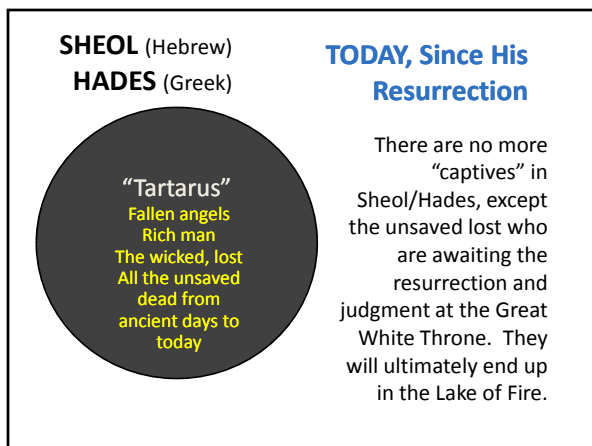 SHEOL (Hebrew)
HADES (Greek)
“Tartarus”
Fallen angels
Rich man
The wicked, lost
All the unsaved
dead from
ancient days to
today
TODAY, Since His
Resurrection
There are no more
“captives” in
Sheol/Hades, except
the unsaved lost who
are awaiting the
resurrection and
judgment at the Great
White Throne.  They
will ultimately end up
in the Lake of Fire.